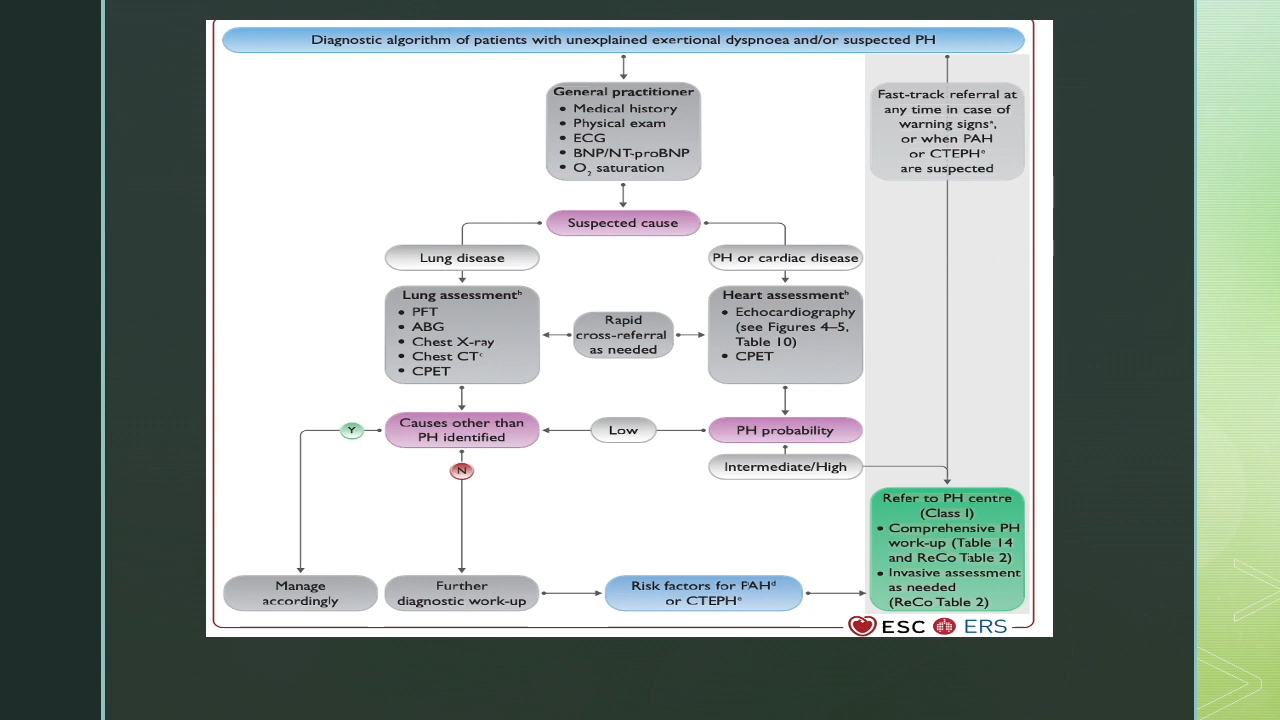 Diagnostic algorithm of patients with unexplained exertional dyspnoea and/or suspected PH
General practitioner
• Medical history
• Physical exam
• ECG
• BNP/NT-proBNP
• O₂ saturation
Fast-track referral at
any time in case of
warning signsᵃ,
or when PAH
or CTEPHᵉ
are suspected
Suspected cause
Lung disease
PH or cardiac disease
Lung assessmentᵇ
• PFT
• ABG
• Chest X-ray
• Chest CTᶜ
• CPET
Rapid
cross-referral
as needed
Heart assessmentᵇ
• Echocardiography
(see Figures 4–5,
Table 10)
• CPET
Y
Causes other than
PH identified
Low
PH probability
N
Intermediate/High
Refer to PH centre
(Class I)
• Comprehensive PH
work-up (Table 14
and ReCo Table 2)
• Invasive assessment
as needed
(ReCo Table 2)
Manage
accordingly
Further
diagnostic work-up
Risk factors for PAHᵈ
or CTEPHᵉ
ESC ERS